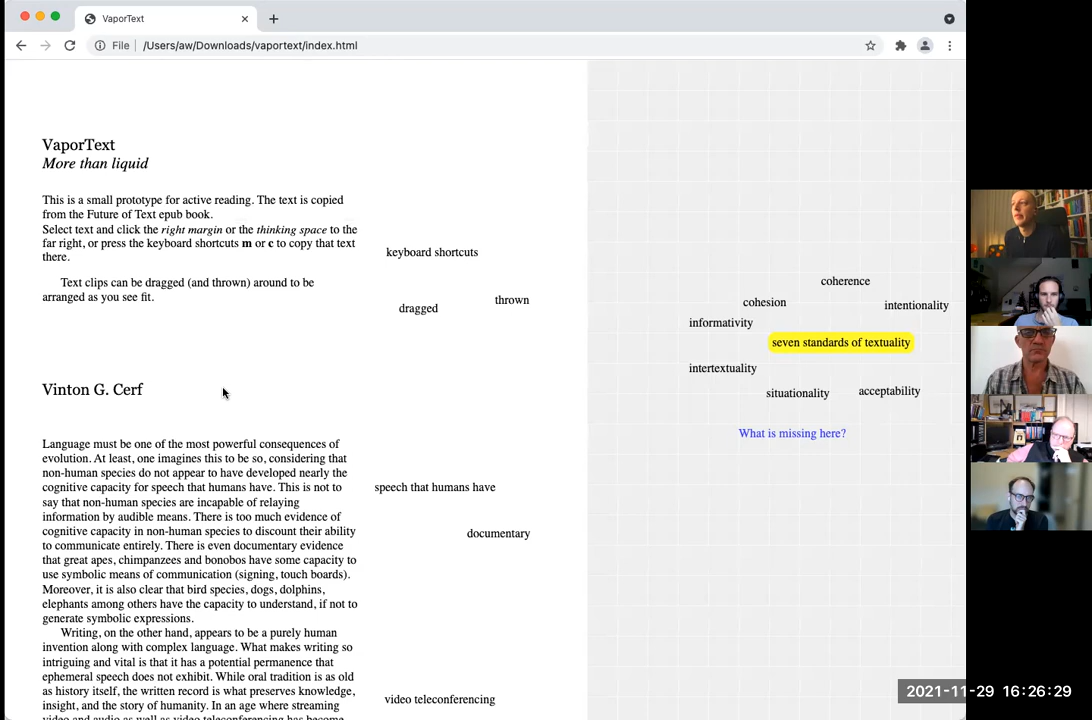 VaporText
File
/Users/aw/Downloads/vaportext/index.html
VaporText
More than liquid
This is a small prototype for active reading. The text is copied
from the Future of Text epub book.
Select text and click the right margin or the thinking space to the
far right, or press the keyboard shortcuts m or c to copy that text
there.
Text clips can be dragged (and thrown) around to be
arranged as you see fit.
keyboard shortcuts
thrown
dragged
Vinton G. Cerf
Language must be one of the most powerful consequences of
evolution. At least, one imagines this to be so, considering that
non-human species do not appear to have developed nearly the
cognitive capacity for speech that humans have. This is not to
say that non-human species are incapable of relaying
information by audible means. There is too much evidence of
cognitive capacity in non-human species to discount their ability
to communicate entirely. There is even documentary evidence
that great apes, chimpanzees and bonobos have some capacity to
use symbolic means of communication (signing, touch boards).
Moreover, it is also clear that bird species, dogs, dolphins,
elephants among others have the capacity to understand, if not to
generate symbolic expressions.
Writing, on the other hand, appears to be a purely human
invention along with complex language. What makes writing so
intriguing and vital is that it has a potential permanence that
ephemeral speech does not exhibit. While oral tradition is as old
as history itself, the written record is what preserves knowledge,
insight, and the story of humanity. In an age where streaming
video and audio as well as video teleconferencing has become
speech that humans have
documentary
video teleconferencing
coherence
cohesion
intentionality
informativity
seven standards of textuality
intertextuality
situationality
acceptability
What is missing here?
2021-11-29 16:26:29